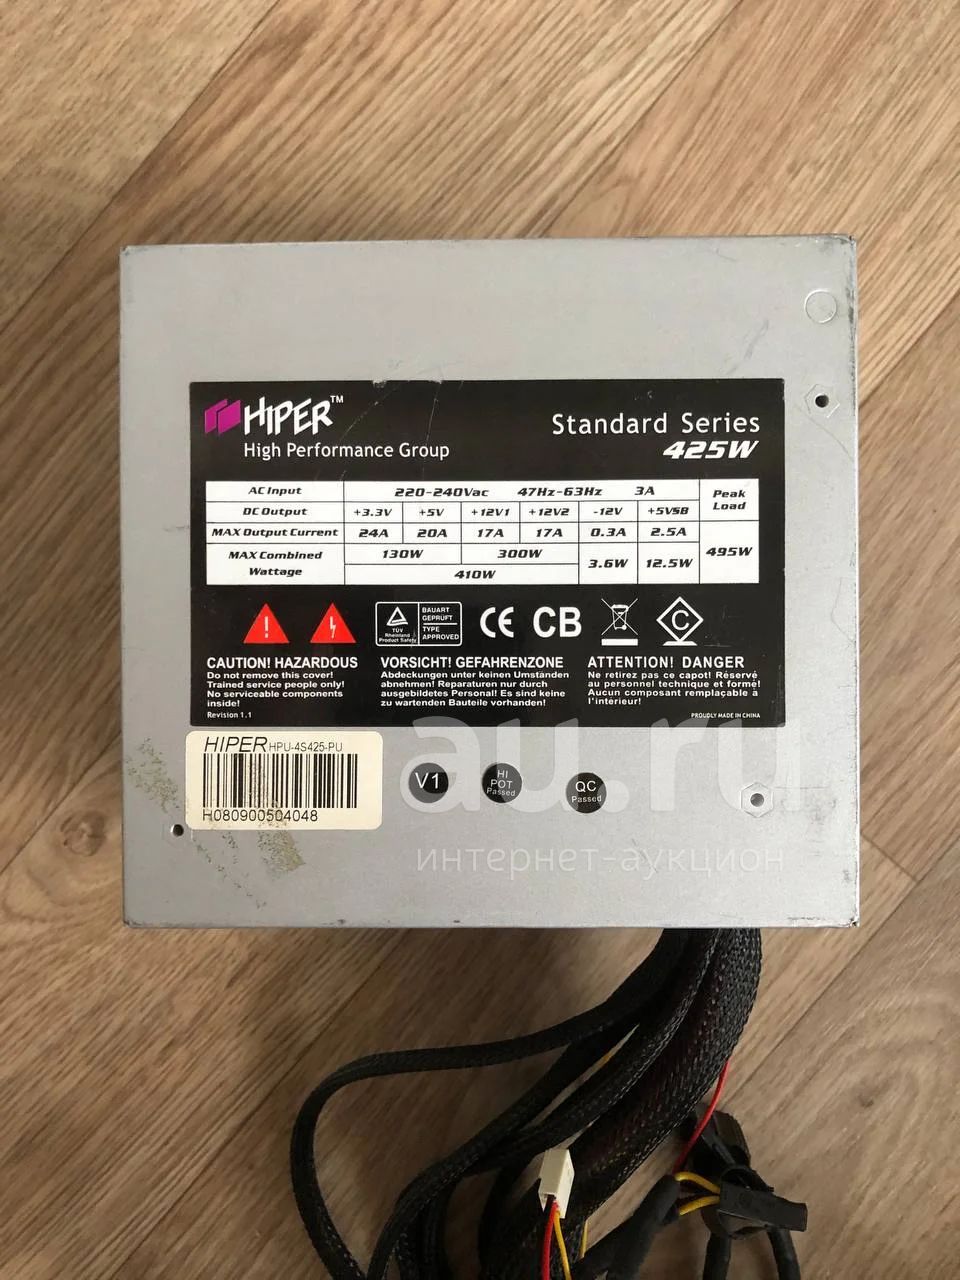 HIPER™
High Performance Group
Standard Series
425W
AC Input 220-240Vac 47Hz-63Hz 3A Peak Load
DC Output +3.3V +5V +12V1 +12V2 -12V +5VSB
MAX Output Current 24A 20A 17A 17A 0.3A 2.5A 495W
MAX Combined Wattage 130W 300W 3.6W 12.5W
410W
TÜV Rheinland Product Safety
BAUART GEPRÜFT
TYPE APPROVED
CE CB C
CAUTION! HAZARDOUS
Do not remove this cover!
Trained service people only!
No serviceable components
inside!
Revision 1.1
VORSICHT! GEFAHRENZONE
Abdeckungen unter keinen Umständen
abnehmen! Reparaturen nur durch
ausgebildetes Personal! Es sind keine
zu wartenden Bauteile vorhanden!
ATTENTION! DANGER
Ne retirez pas ce capot! Réservé
au personnel technique et formé!
Aucun composant remplaçable à
l'intérieur!
PROUDLY MADE IN CHINA
HIPER HPU-4S425-PU
H080900504048
V1
HI
POT
Passed
QC
Passed
au.ru
интернет-аукцион